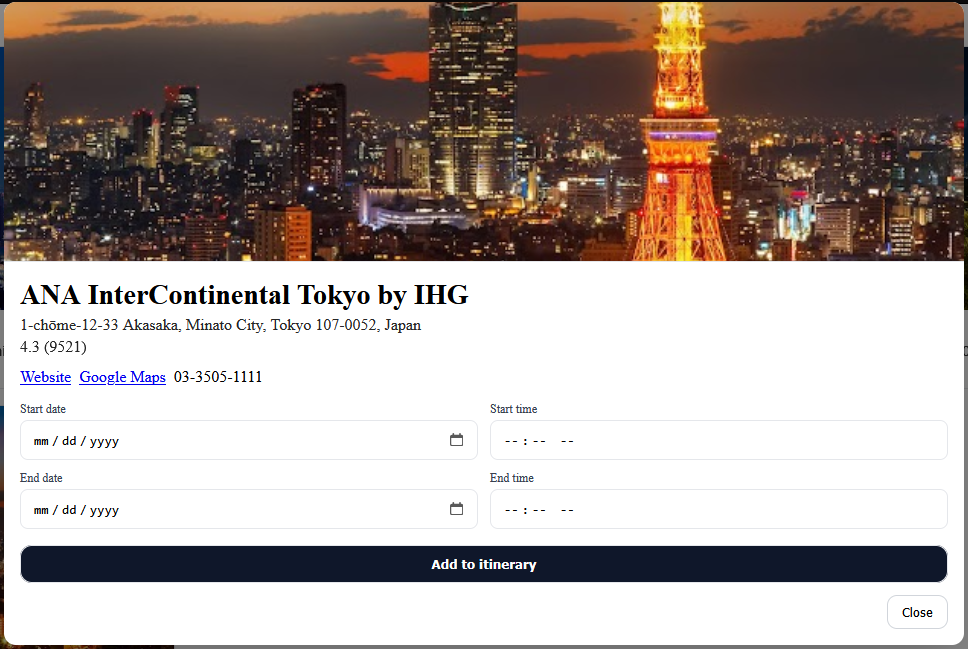 ANA InterContinental Tokyo by IHG
1-chōme-12-33 Akasaka, Minato City, Tokyo 107-0052, Japan
4.3 (9521)
Website Google Maps 03-3505-1111
Start date Start time
mm/dd/yyyy --:-- --
End date End time
mm/dd/yyyy --:-- --
Add to itinerary
Close